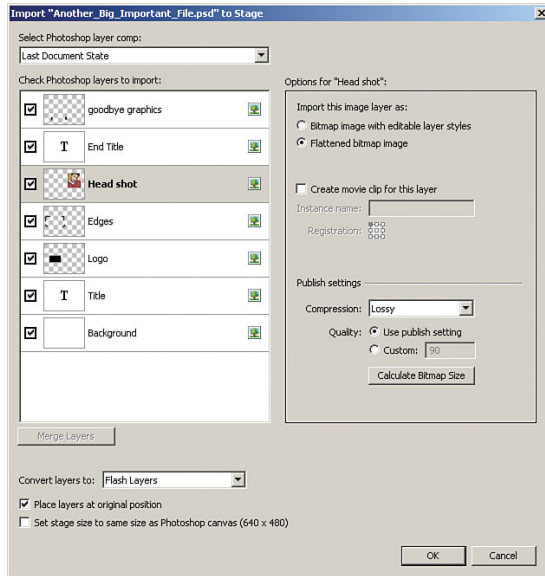 Import "Another_Big_Important_File.psd" to Stage
Select Photoshop layer comp:
Last Document State
Check Photoshop layers to import:
goodbye graphics
T End Title
Head shot
Edges
Logo
T Title
Background
Merge Layers
Options for "Head shot":
Import this image layer as:
Bitmap image with editable layer styles
Flattened bitmap image
Create movie clip for this layer
Instance name:
Registration:
Publish settings
Compression: Lossy
Quality: Use publish setting
Custom: 90
Calculate Bitmap Size
Convert layers to: Flash Layers
Place layers at original position
Set stage size to same size as Photoshop canvas (640 x 480)
OK Cancel